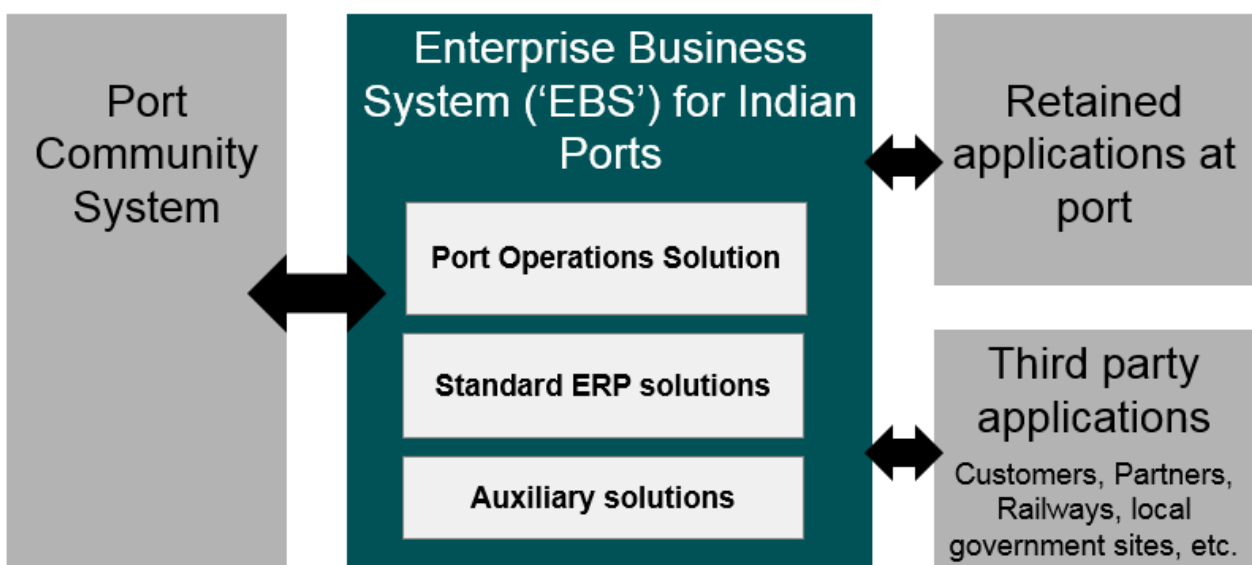 Port
Community
System
Enterprise Business
System (‘EBS’) for Indian
Ports
Port Operations Solution
Standard ERP solutions
Auxiliary solutions
Retained
applications at
port
Third party
applications
Customers, Partners,
Railways, local
government sites, etc.